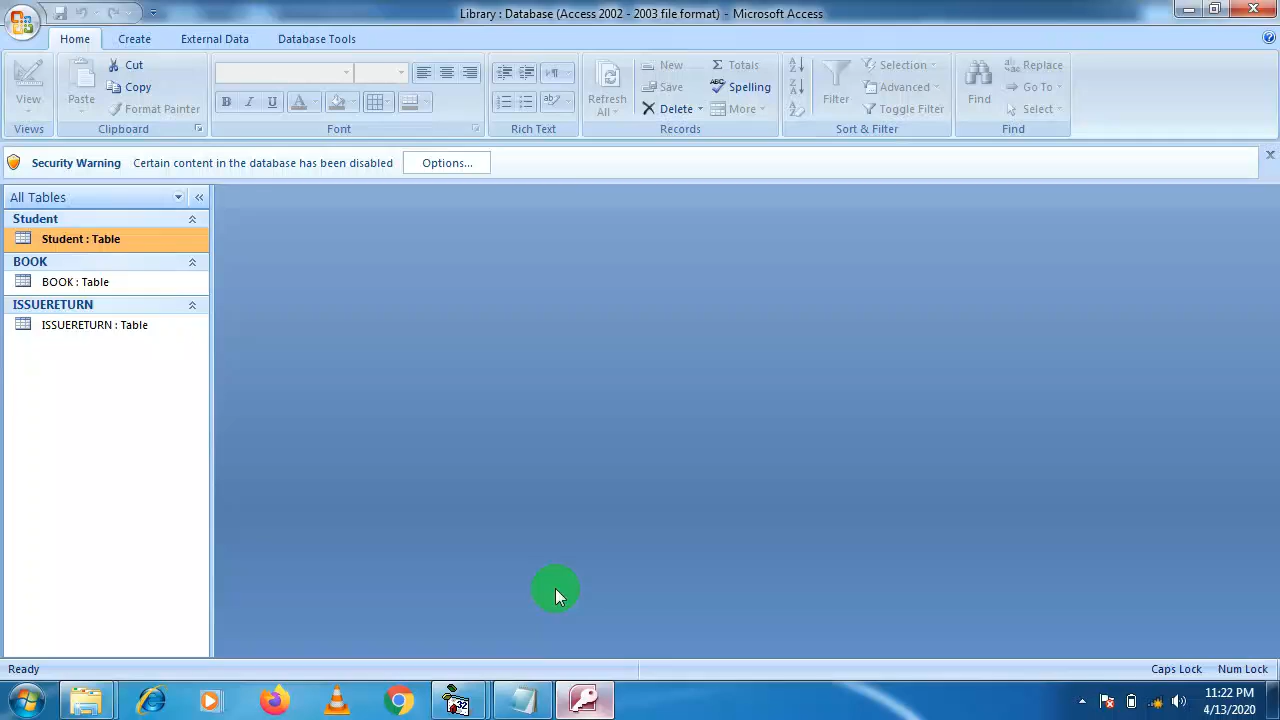 Library : Database (Access 2002 - 2003 file format) - Microsoft Access
Home Create External Data Database Tools
View
Views
Paste
Cut
Copy
Format Painter
Clipboard
B I U A
Font
Rich Text
Refresh All
New
Save
Delete
Totals
Spelling
More
Records
Filter
Selection
Advanced
Toggle Filter
Sort & Filter
Find
Replace
Go To
Select
Find
Security Warning Certain content in the database has been disabled Options...
All Tables
Student
Student : Table
BOOK
BOOK : Table
ISSUERETURN
ISSUERETURN : Table
Ready Caps Lock Num Lock
32
11:22 PM
4/13/2020